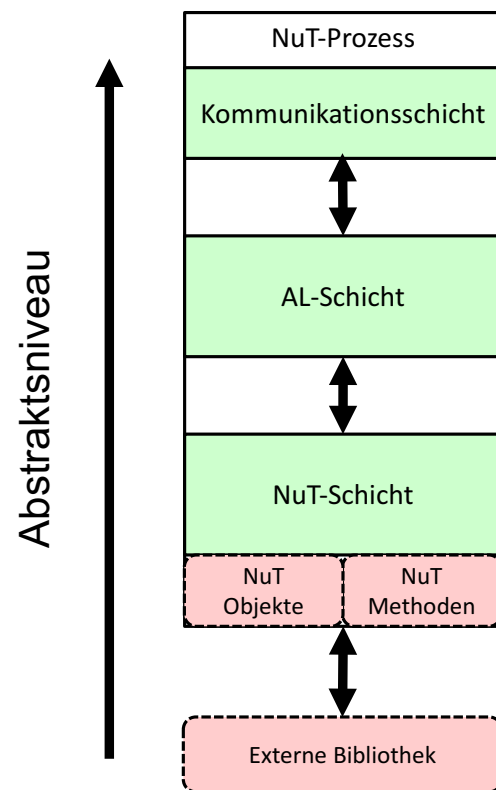 NuT-Prozess
Kommunikationsschicht
AL-Schicht
NuT-Schicht
NuT
Objekte
NuT
Methoden
Externe Bibliothek
Abstraktsniveau